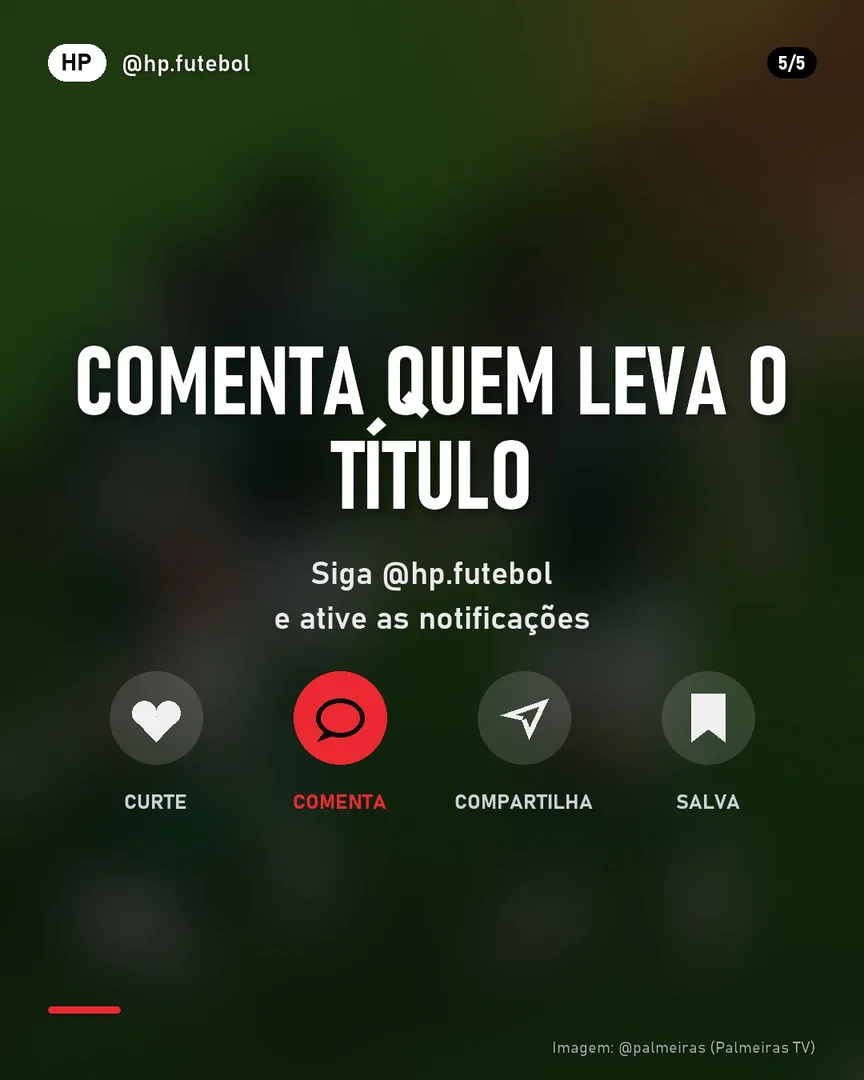 HP @hp.futebol
5/5
COMENTA QUEM LEVA O
TÍTULO
Siga @hp.futebol
e ative as notificações
CURTE
COMENTA
COMPARTILHA
SALVA
Imagem: @palmeiras (Palmeiras TV)